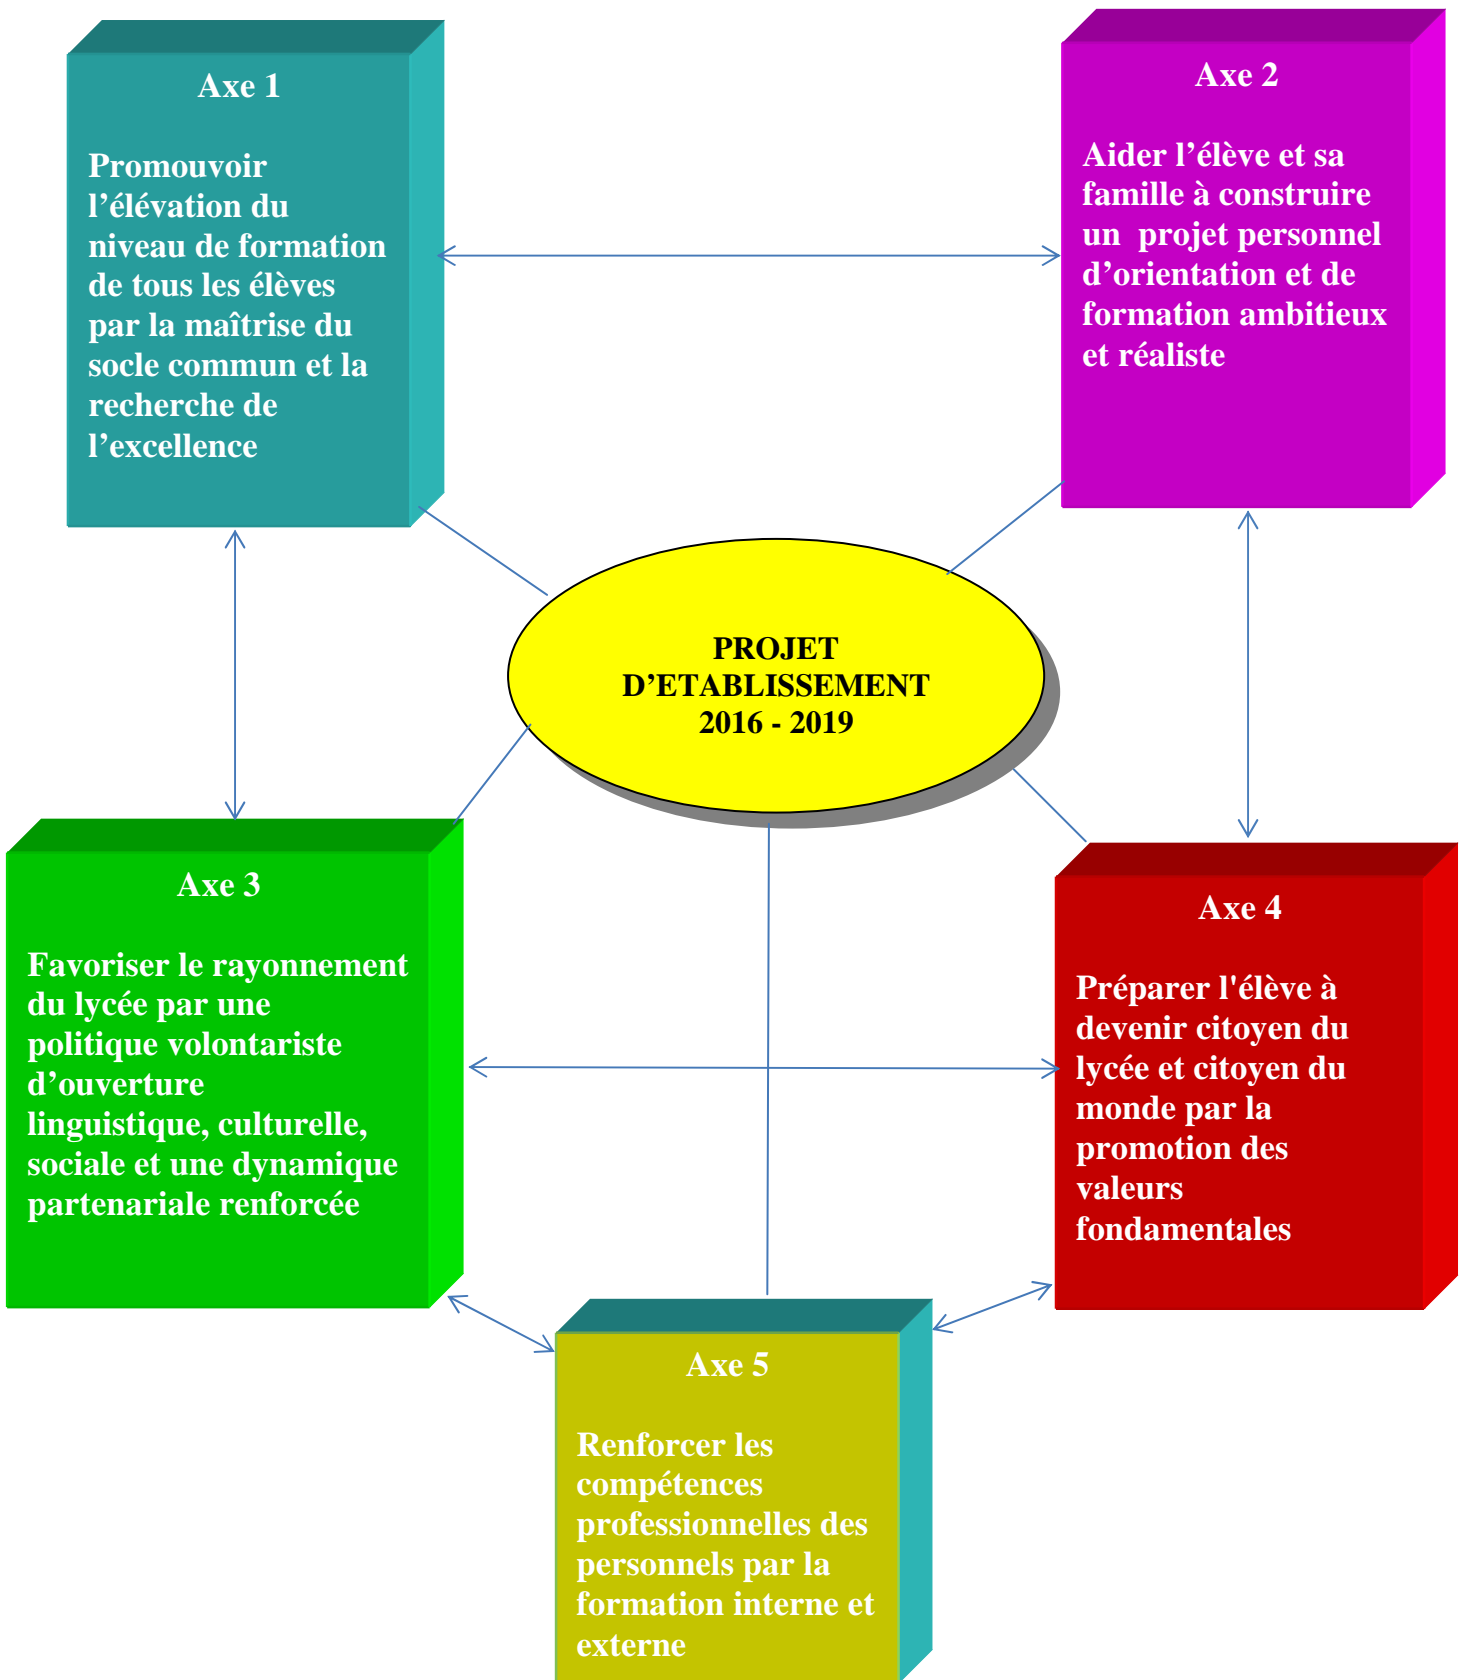 Axe 1
Promouvoir
l’élévation du
niveau de formation
de tous les élèves
par la maîtrise du
socle commun et la
recherche de
l’excellence
Axe 2
Aider l’élève et sa
famille à construire
un  projet personnel
d’orientation et de
formation ambitieux
et réaliste
PROJET
D’ETABLISSEMENT
2016 - 2019
Axe 3
Favoriser le rayonnement
du lycée par une
politique volontariste
d’ouverture
linguistique, culturelle,
sociale et une dynamique
partenariale renforcée
Axe 4
Préparer l'élève à
devenir citoyen du
lycée et citoyen du
monde par la
promotion des
valeurs
fondamentales
Axe 5
Renforcer les
compétences
professionnelles des
personnels par la
formation interne et
externe